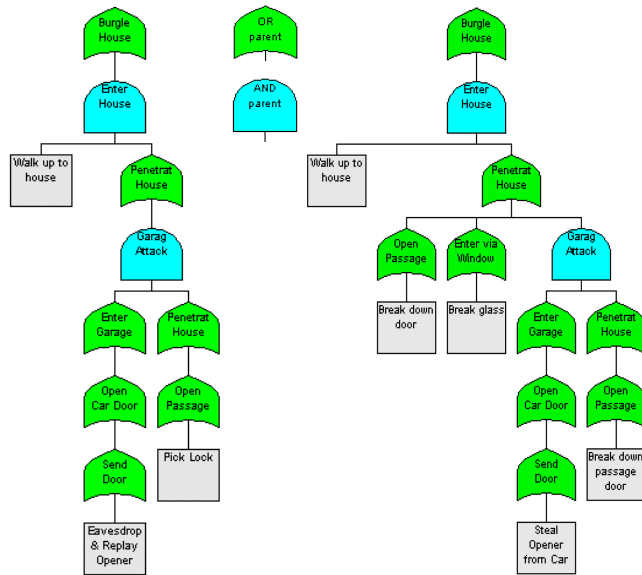 Burgle
House
OR
parent
Burgle
House
Enter
House
AND
parent
Enter
House
Walk up to
house
Penetrat
House
Walk up to
house
Penetrat
House
Garag
Attack
Open
Passage
Enter via
Window
Garag
Attack
Enter
Garage
Penetrat
House
Break down
door
Break glass
Enter
Garage
Penetrat
House
Open
Car Door
Open
Passage
Open
Car Door
Open
Passage
Send
Door
Pick Lock
Send
Door
Break down
passage
door
Eavesdrop
& Replay
Opener
Steal
Opener
from Car